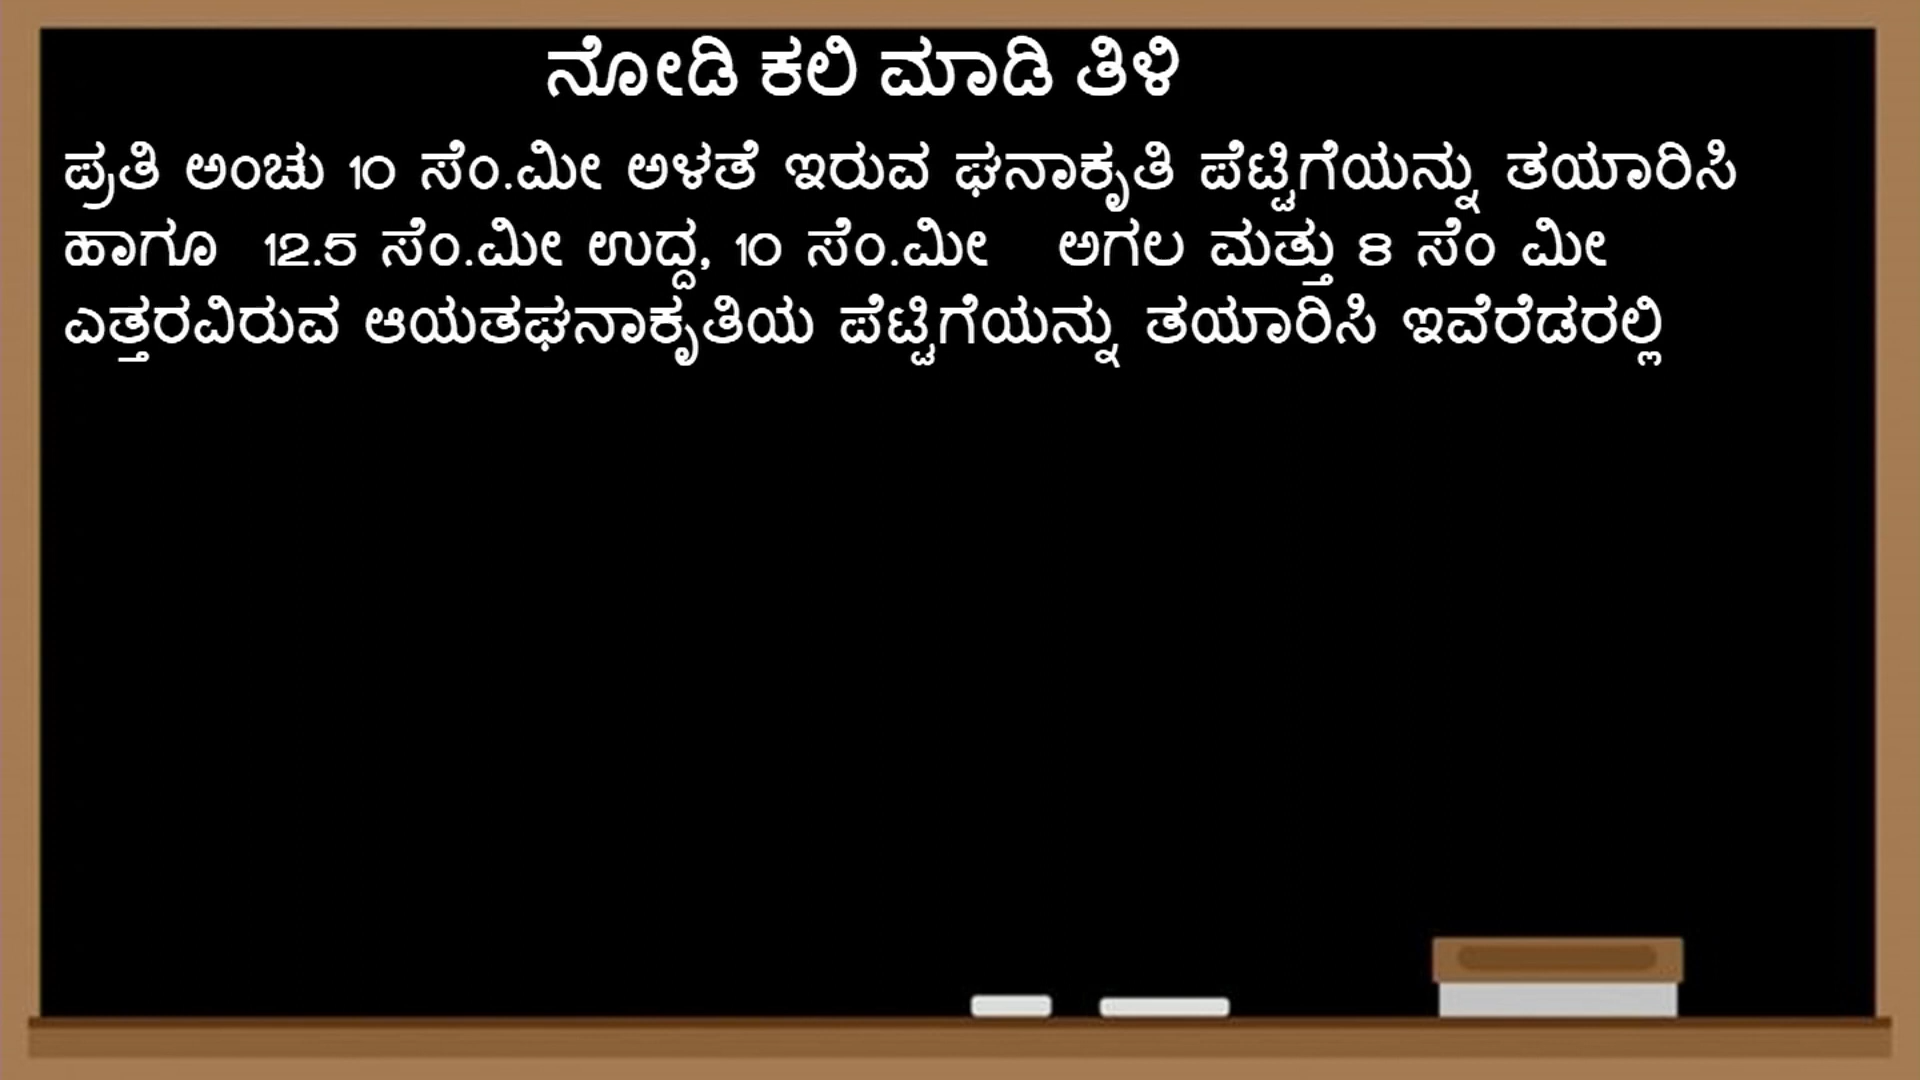 ನೋಡಿ ಕಲಿ ಮಾಡಿ ತಿಳಿ
ಪ್ರತಿ ಅಂಚು 10 ಸೆಂ.ಮೀ ಅಳತೆ ಇರುವ ಘನಾಕೃತಿ ಪೆಟ್ಟಿಗೆಯನ್ನು ತಯಾರಿಸಿ
ಹಾಗೂ 12.5 ಸೆಂ.ಮೀ ಉದ್ದ, 10 ಸೆಂ.ಮೀ ಅಗಲ ಮತ್ತು 8 ಸೆಂ ಮೀ
ಎತ್ತರವಿರುವ ಆಯತಘನಾಕೃತಿಯ ಪೆಟ್ಟಿಗೆಯನ್ನು ತಯಾರಿಸಿ ಇವೆರೆಡರಲ್ಲಿ